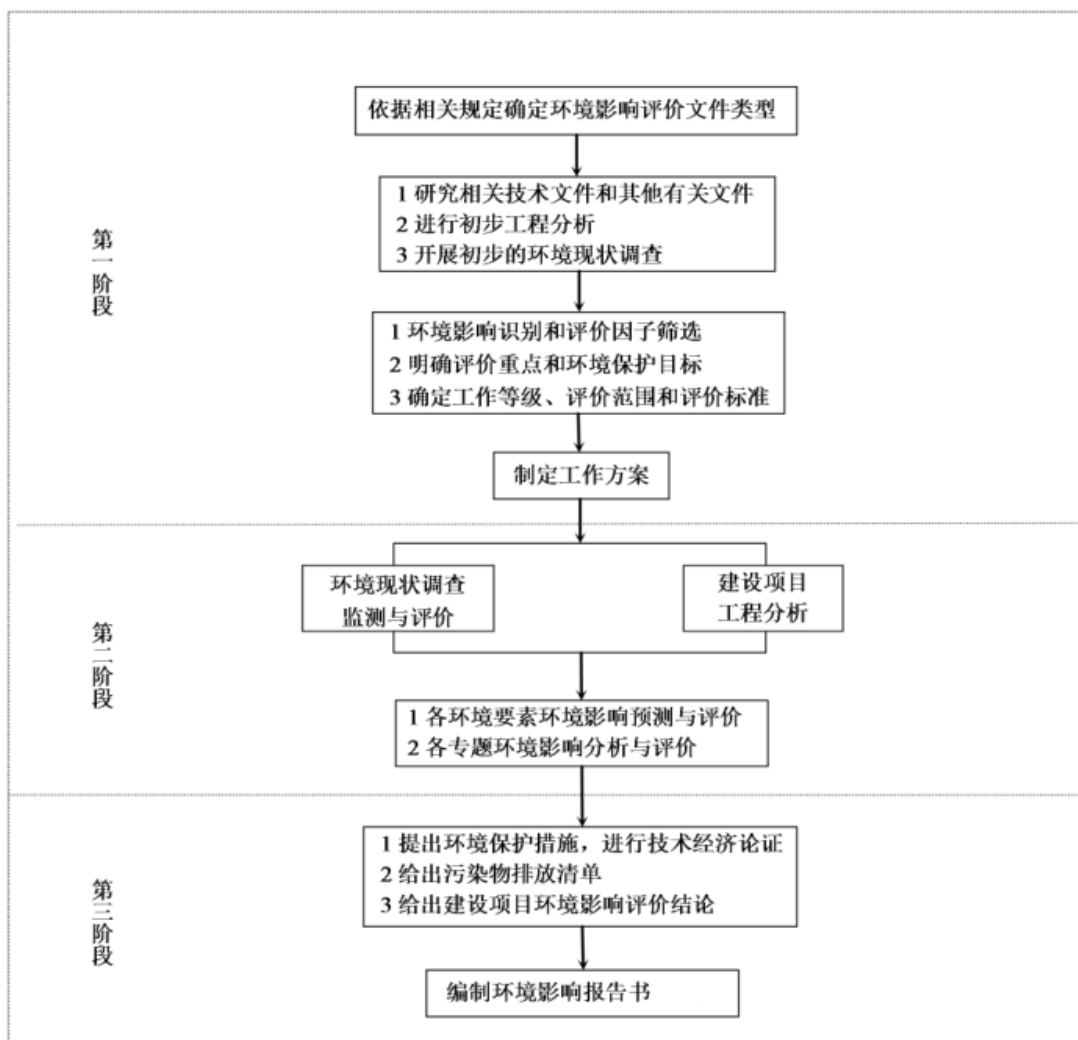 依据相关规定确定环境影响评价文件类型
1 研究相关技术文件和其他有关文件
2 进行初步工程分析
3 开展初步的环境现状调查
第一阶段
1 环境影响识别和评价因子筛选
2 明确评价重点和环境保护目标
3 确定工作等级、评价范围和评价标准
制定工作方案
环境现状调查
监测与评价
建设项目
工程分析
第二阶段
1 各环境要素环境影响预测与评价
2 各专题环境影响分析与评价
1 提出环境保护措施，进行技术经济论证
2 给出污染物排放清单
3 给出建设项目环境影响评价结论
第三阶段
编制环境影响报告书